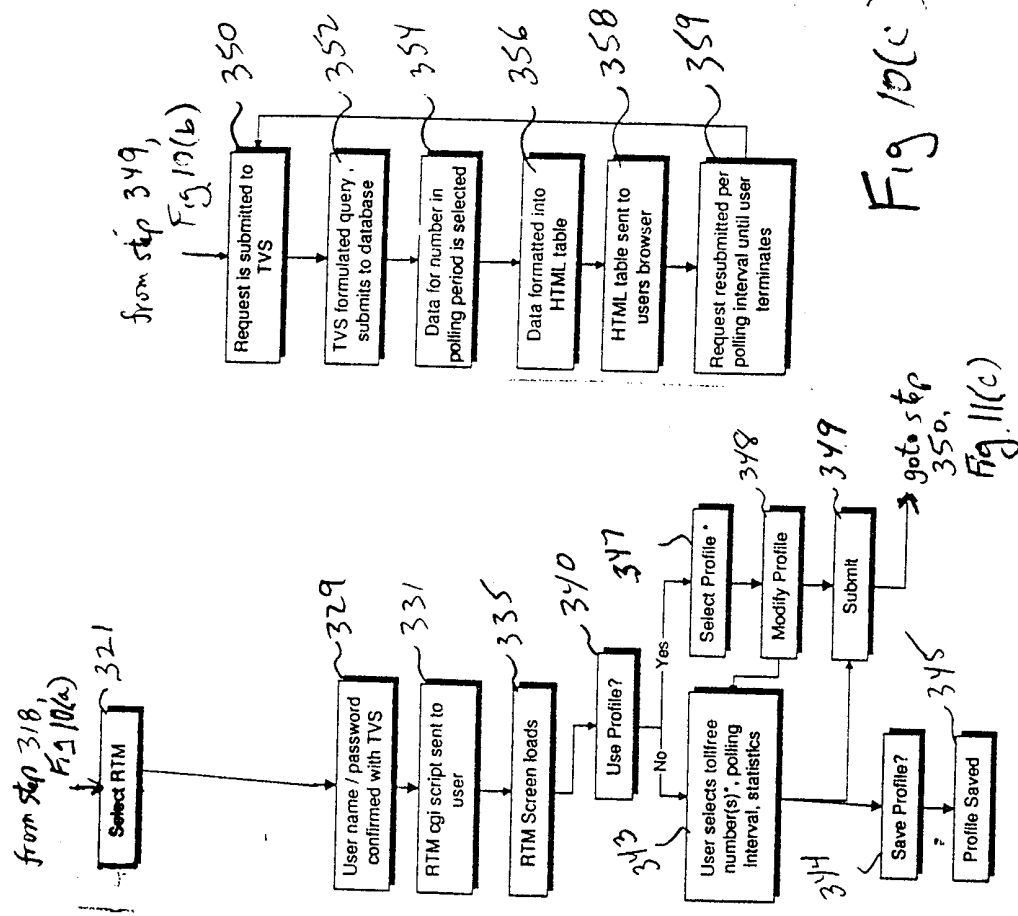 from step 318,
Fig 10(a)
321
Select RTM
329
User name / password
confirmed with TVS
331
RTM cgi script sent to
user
335
RTM Screen loads
340
Use Profile?
No
Yes
347
Select Profile *
348
Modify Profile
349
Submit
goto step
350,
Fig. 11(c)
343
User selects tollfree
number(s)*, polling
interval, statistics
344
Save Profile?
345
Profile Saved
from step 349,
Fig 10(b)
350
Request is submitted to
TVS
352
TVS formulated query,
submits to database
354
Data for number in
polling period is selected
356
Data formatted into
HTML table
358
HTML table sent to
users browser
359
Request resubmitted per
polling interval until user
terminates
Fig 10(c)